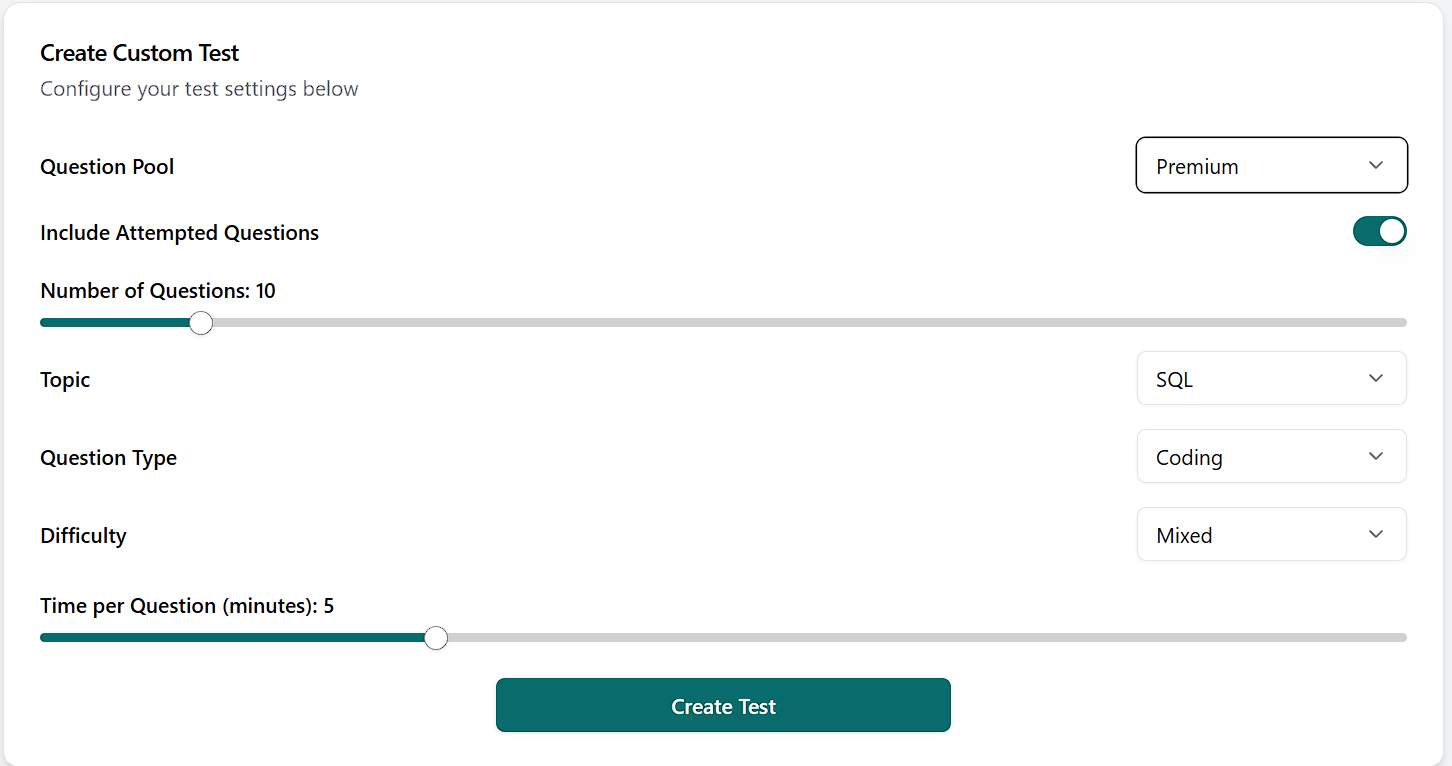 Create Custom Test
Configure your test settings below
Question Pool
Premium
Include Attempted Questions
Number of Questions: 10
Topic
SQL
Question Type
Coding
Difficulty
Mixed
Time per Question (minutes): 5
Create Test